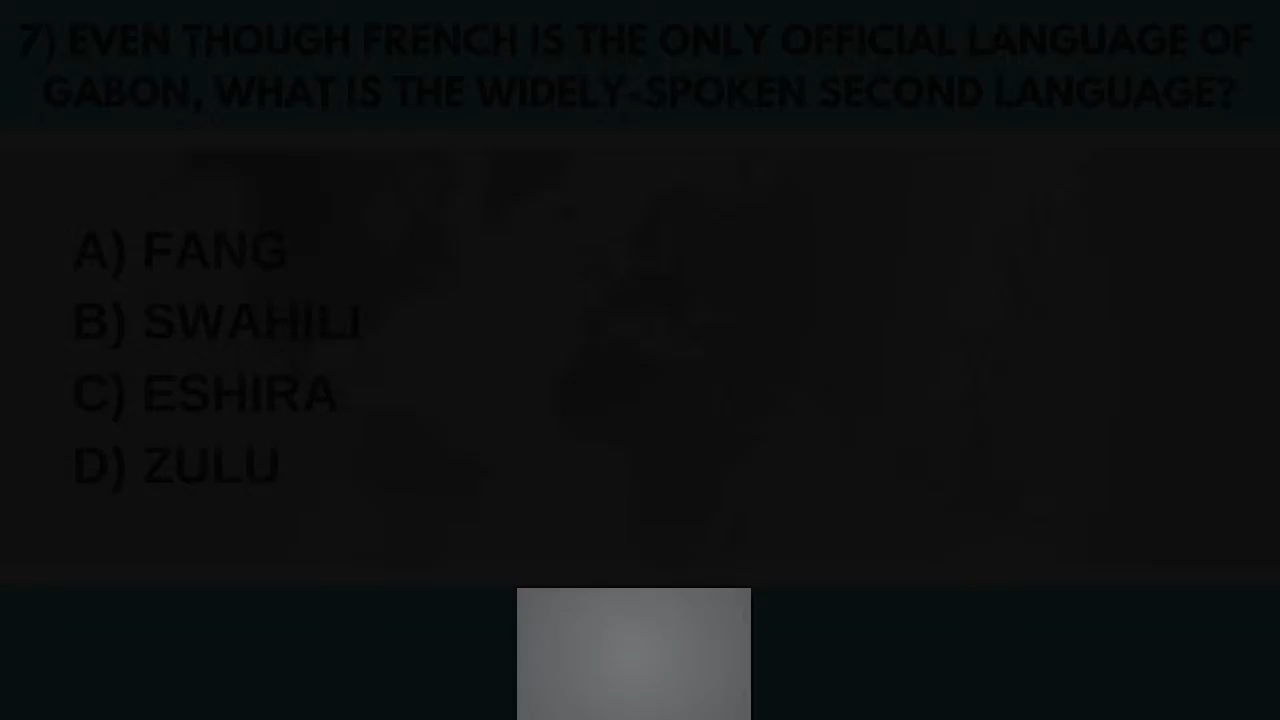 7) EVEN THOUGH FRENCH IS THE ONLY OFFICIAL LANGUAGE OF
GABON, WHAT IS THE WIDELY-SPOKEN SECOND LANGUAGE?
A) FANG
B) SWAHILI
C) ESHIRA
D) ZULU